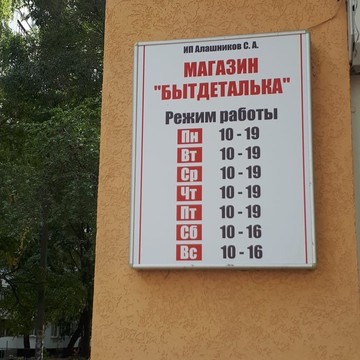 ИП Алашников С. А.
МАГАЗИН
"БЫТДЕТАЛЬКА"
Режим работы
Пн 10 - 19
Вт 10 - 19
Ср 10 - 19
Чт 10 - 19
Пт 10 - 19
Сб 10 - 16
Вс 10 - 16